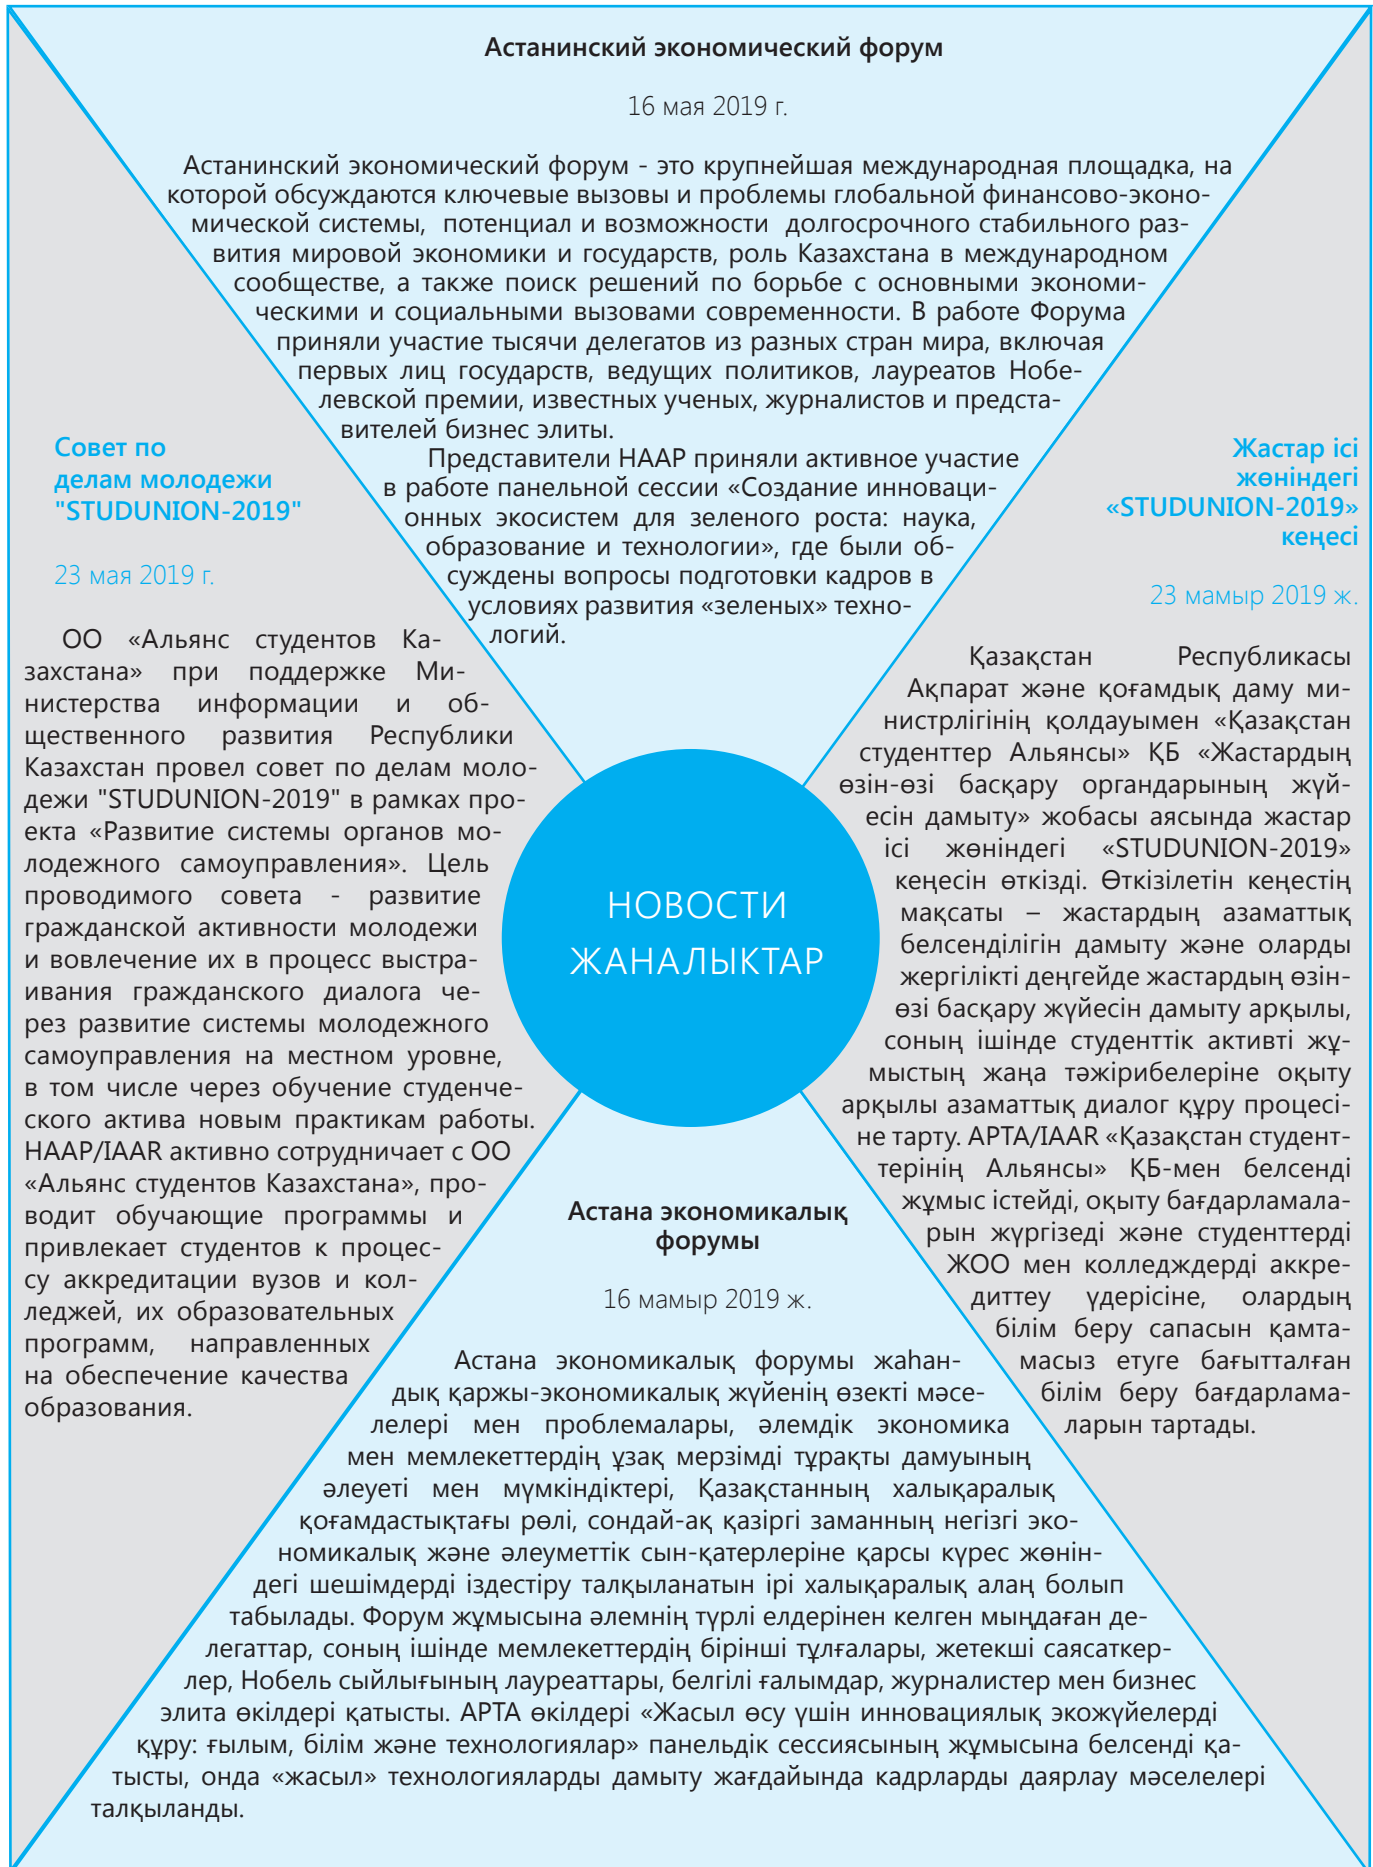 Астанинский экономический форум
16 мая 2019 г.
Астанинский экономический форум - это крупнейшая международная площадка, на
которой обсуждаются ключевые вызовы и проблемы глобальной финансово-эконо-
мической системы, потенциал и возможности долгосрочного стабильного раз-
вития мировой экономики и государств, роль Казахстана в международном
сообществе, а также поиск решений по борьбе с основными экономи-
ческими и социальными вызовами современности. В работе Форума
приняли участие тысячи делегатов из разных стран мира, включая
первых лиц государств, ведущих политиков, лауреатов Нобе-
левской премии, известных ученых, журналистов и предста-
вителей бизнес элиты.
Представители НААР приняли активное участие
в работе панельной сессии «Создание инноваци-
онных экосистем для зеленого роста: наука,
образование и технологии», где были об-
суждены вопросы подготовки кадров в
условиях развития «зеленых» техно-
логий.
Совет по
делам молодежи
"STUDUNION-2019"
23 мая 2019 г.
ОО «Альянс студентов Ка-
захстана» при поддержке Ми-
нистерства информации и об-
щественного развития Республики
Казахстан провел совет по делам моло-
дежи "STUDUNION-2019" в рамках про-
екта «Развитие системы органов мо-
лодежного самоуправления». Цель
проводимого совета - развитие
гражданской активности молодежи
и вовлечение их в процесс выстра-
ивания гражданского диалога че-
рез развитие системы молодежного
самоуправления на местном уровне,
в том числе через обучение студенче-
ского актива новым практикам работы.
НААР/IAAR активно сотрудничает с ОО
«Альянс студентов Казахстана», про-
водит обучающие программы и
привлекает студентов к процес-
су аккредитации вузов и кол-
леджей, их образовательных
программ, направленных
на обеспечение качества
образования.
НОВОСТИ
ЖАНАЛЫКТАР
Жастар ісі
жөніндегі
«STUDUNION-2019»
кеңесі
23 мамыр 2019 ж.
Қазақстан Республикасы
Ақпарат және қоғамдық даму ми-
нистрлігінің қолдауымен «Қазақстан
студенттер Альянсы» ҚБ «Жастардың
өзін-өзі басқару органдарының жүй-
есін дамыту» жобасы аясында жастар
ісі жөніндегі «STUDUNION-2019»
кеңесін өткізді. Өткізілетін кеңестің
мақсаты – жастардың азаматтық
белсенділігін дамыту және оларды
жергілікті деңгейде жастардың өзін-
өзі басқару жүйесін дамыту арқылы,
соның ішінде студенттік активті жұ-
мыстың жаңа тәжірибелеріне оқыту
арқылы азаматтық диалог құру процесі-
не тарту. АРТА/IAAR «Қазақстан студент-
терінің Альянсы» ҚБ-мен белсенді
жұмыс істейді, оқыту бағдарламала-
рын жүргізеді және студенттерді
ЖОО мен колледждерді аккре-
диттеу үдерісіне, олардың
білім беру сапасын қамта-
масыз етуге бағытталған
білім беру бағдарлама-
ларын тартады.
Астана экономикалық
форумы
16 мамыр 2019 ж.
Астана экономикалық форумы жаһан-
дық қаржы-экономикалық жүйенің өзекті мәсе-
лелері мен проблемалары, әлемдік экономика
мен мемлекеттердің ұзақ мерзімді тұрақты дамуының
әлеуеті мен мүмкіндіктері, Қазақстанның халықаралық
қоғамдастықтағы рөлі, сондай-ақ қазіргі заманның негізгі эко-
номикалық және әлеуметтік сын-қатерлеріне қарсы күрес жөнін-
дегі шешімдерді іздестіру талқыланатын ірі халықаралық алаң болып
табылады. Форум жұмысына әлемнің түрлі елдерінен келген мыңдаған де-
легаттар, соның ішінде мемлекеттердің бірінші тұлғалары, жетекші саясаткер-
лер, Нобель сыйлығының лауреаттары, белгілі ғалымдар, журналистер мен бизнес
элита өкілдері қатысты. АРТА өкілдері «Жасыл өсу үшін инновациялық экожүйелерді
құру: ғылым, білім және технологиялар» панельдік сессиясының жұмысына белсенді қа-
тысты, онда «жасыл» технологияларды дамыту жағдайында кадрларды даярлау мәселелері
талқыланды.